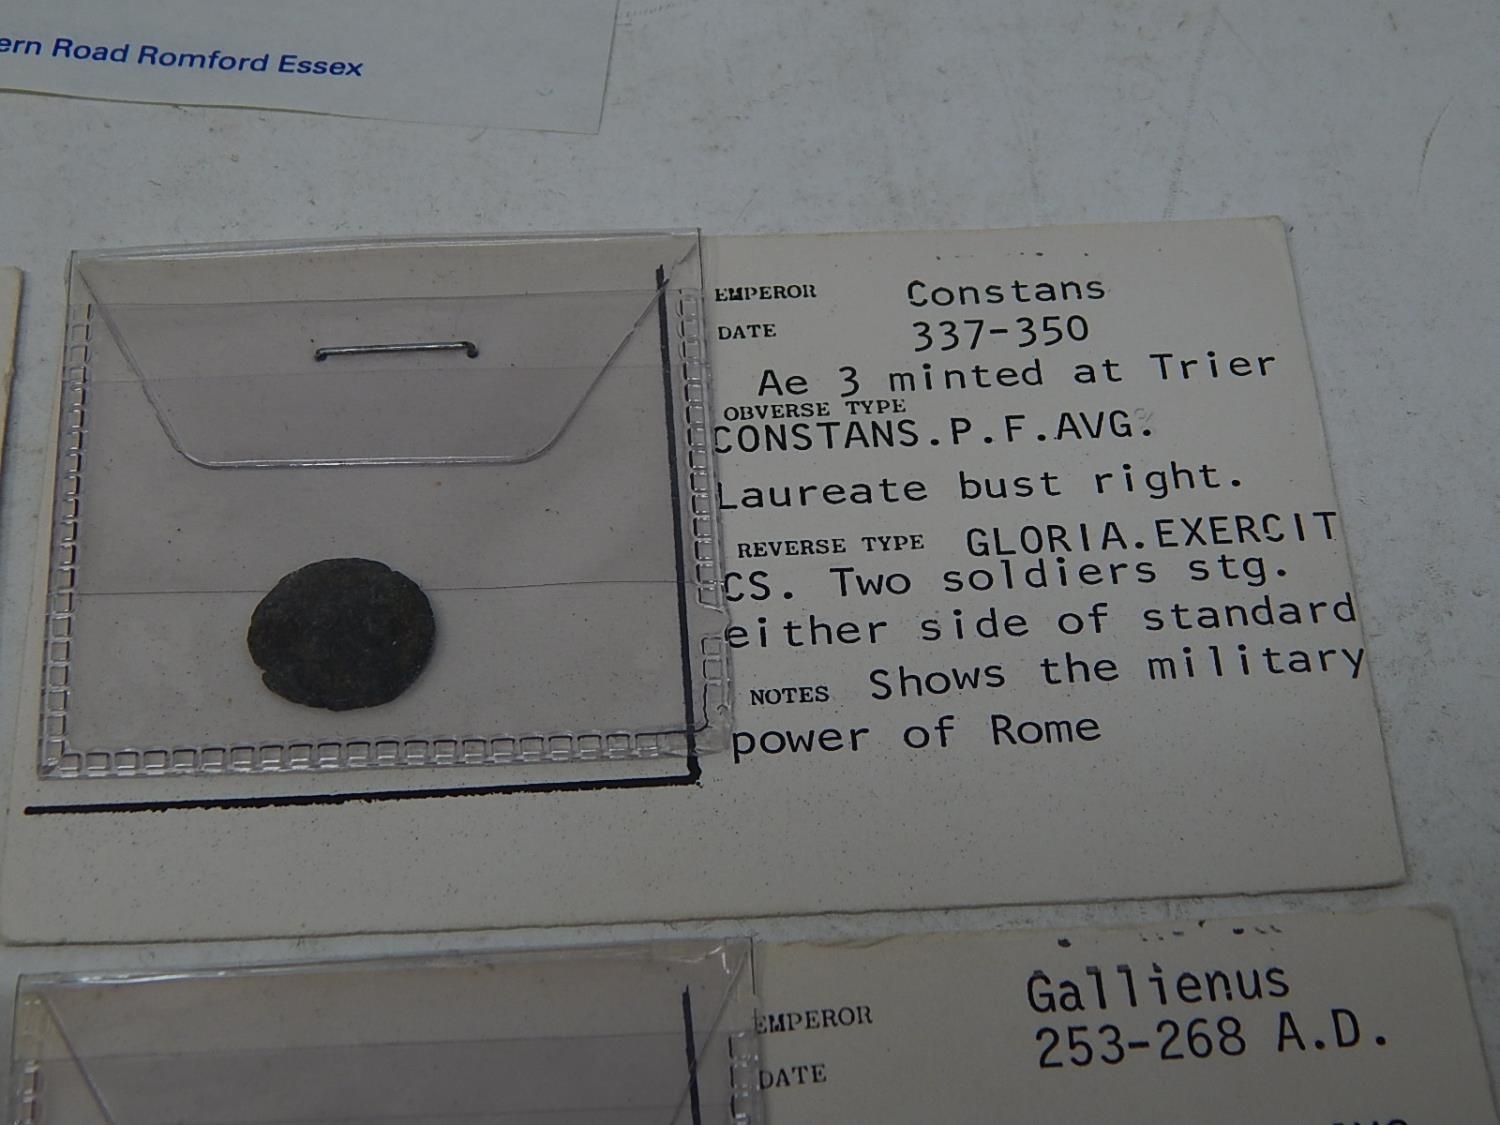 ern Road Romford Essex
EMPEROR Constans
DATE 337-350
Ae 3 minted at Trier
OBVERSE TYPE
CONSTANS.P.F.AVG.
Laureate bust right.
REVERSE TYPE GLORIA.EXERCIT
CS. Two soldiers stg.
either side of standard
NOTES Shows the military
power of Rome
EMPEROR Gallienus
DATE 253-268 A.D.